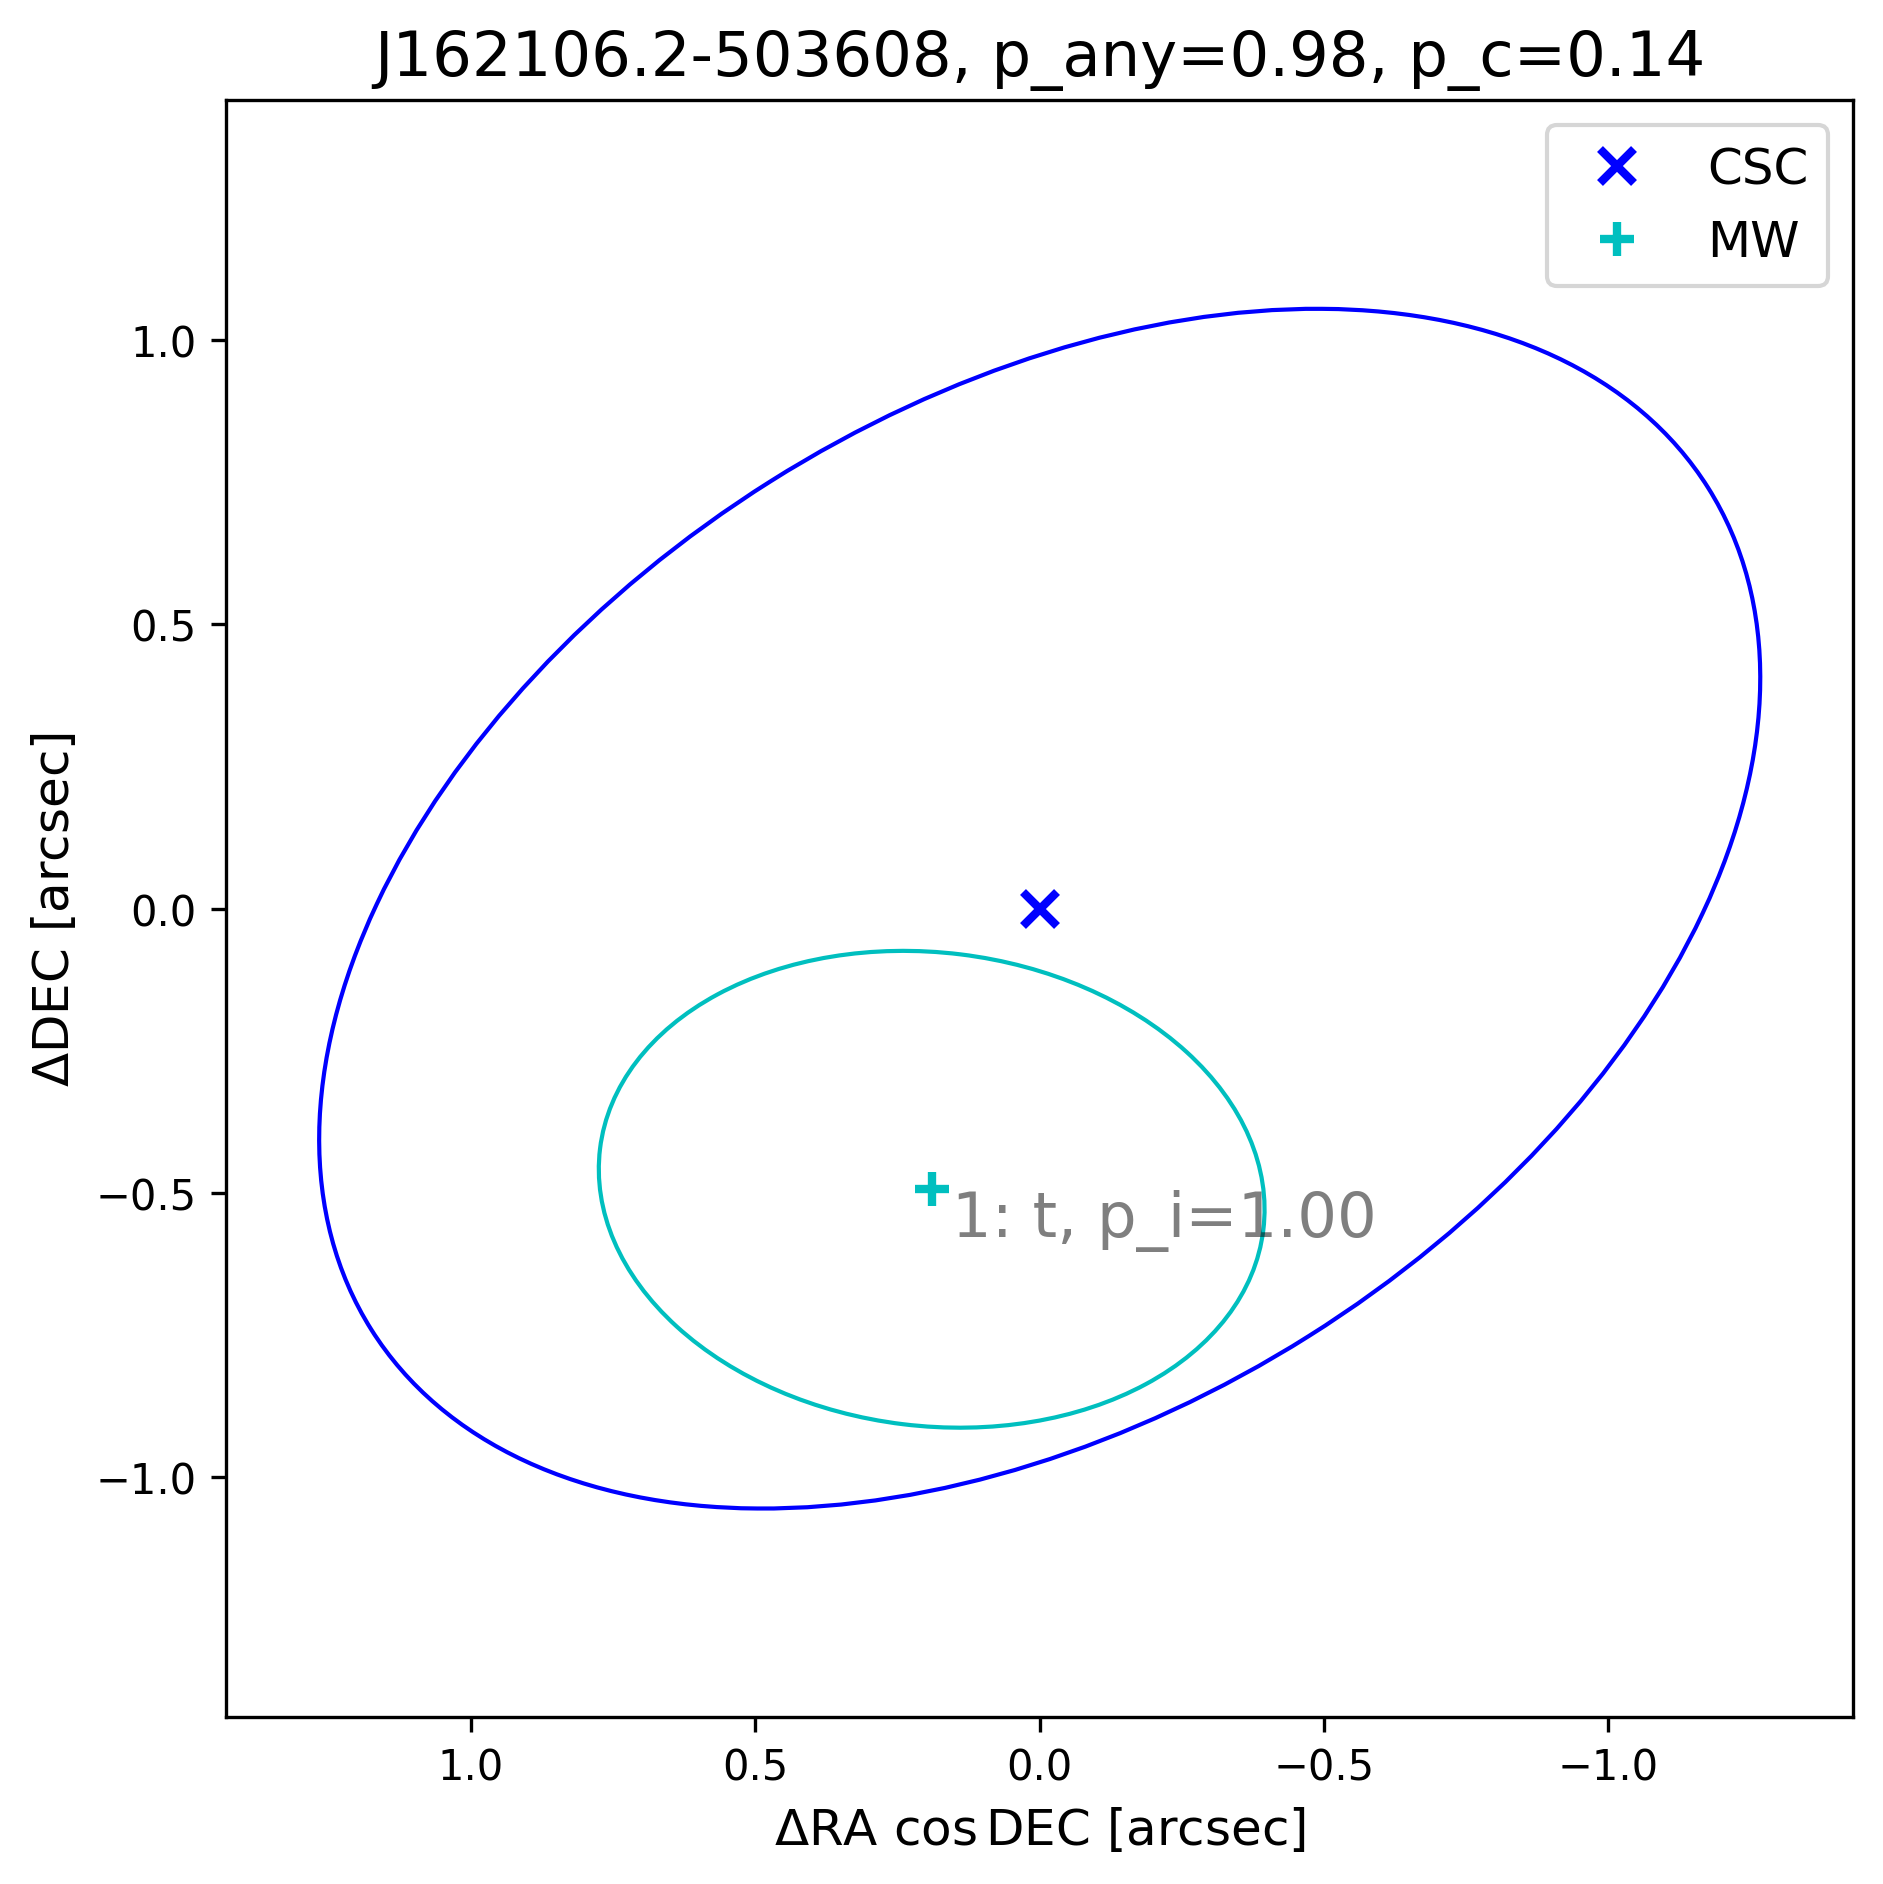 J162106.2-503608, p_any=0.98, p_c=0.14
CSC
MW
1.0
0.5
0.0
−0.5
−1.0
ΔDEC [arcsec]
1: t, p_i=1.00
1.0
0.5
0.0
−0.5
−1.0
ΔRA cos DEC [arcsec]